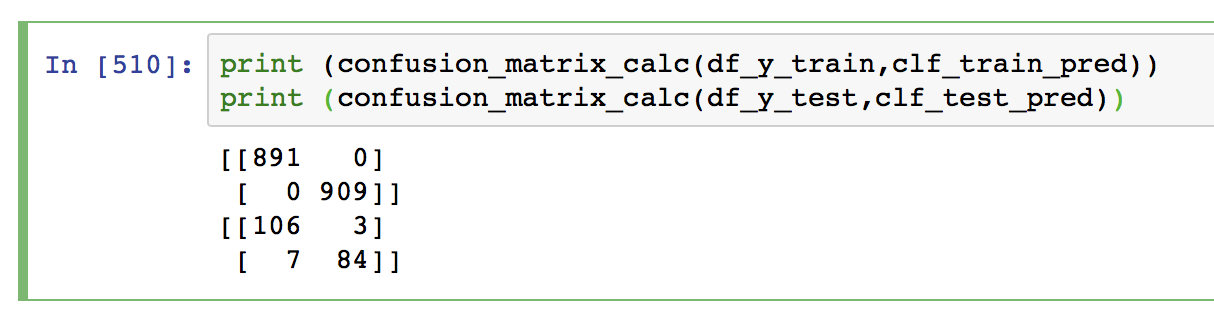 In [510]: print (confusion_matrix_calc(df_y_train,clf_train_pred))
print (confusion_matrix_calc(df_y_test,clf_test_pred))
[[891   0]
 [  0 909]]
[[106   3]
 [  7  84]]